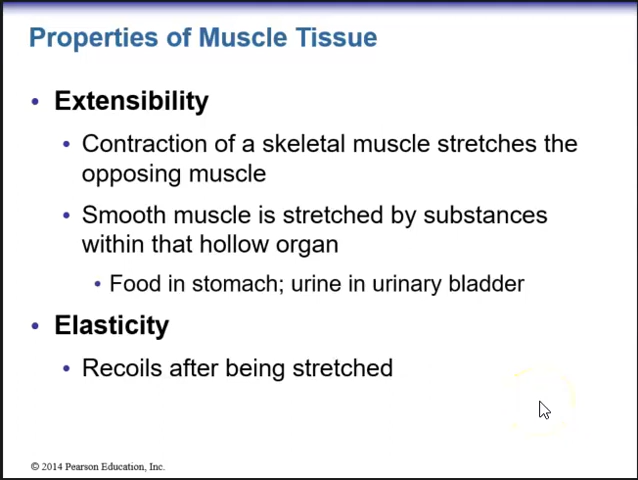 Properties of Muscle Tissue
• Extensibility
• Contraction of a skeletal muscle stretches the
opposing muscle
• Smooth muscle is stretched by substances
within that hollow organ
• Food in stomach; urine in urinary bladder
• Elasticity
• Recoils after being stretched
© 2014 Pearson Education, Inc.